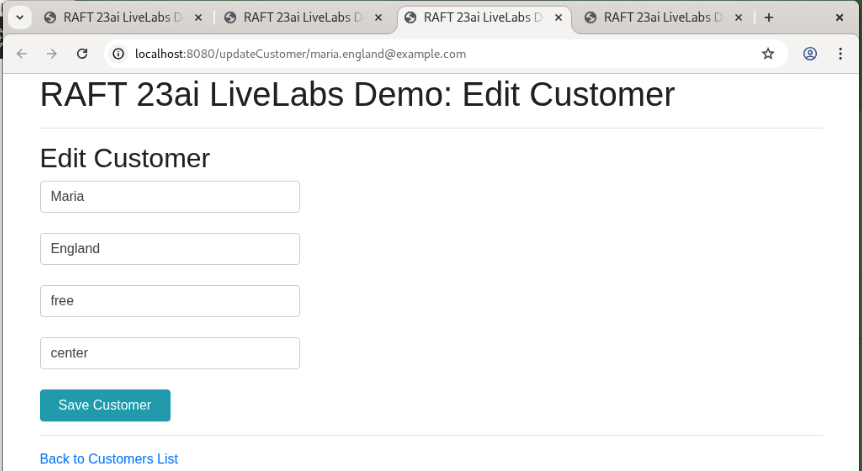 RAFT 23ai LiveLabs D
RAFT 23ai LiveLabs D
RAFT 23ai LiveLabs D
RAFT 23ai LiveLabs D
localhost:8080/updateCustomer/maria.england@example.com
RAFT 23ai LiveLabs Demo: Edit Customer
Edit Customer
Maria
England
free
center
Save Customer
Back to Customers List